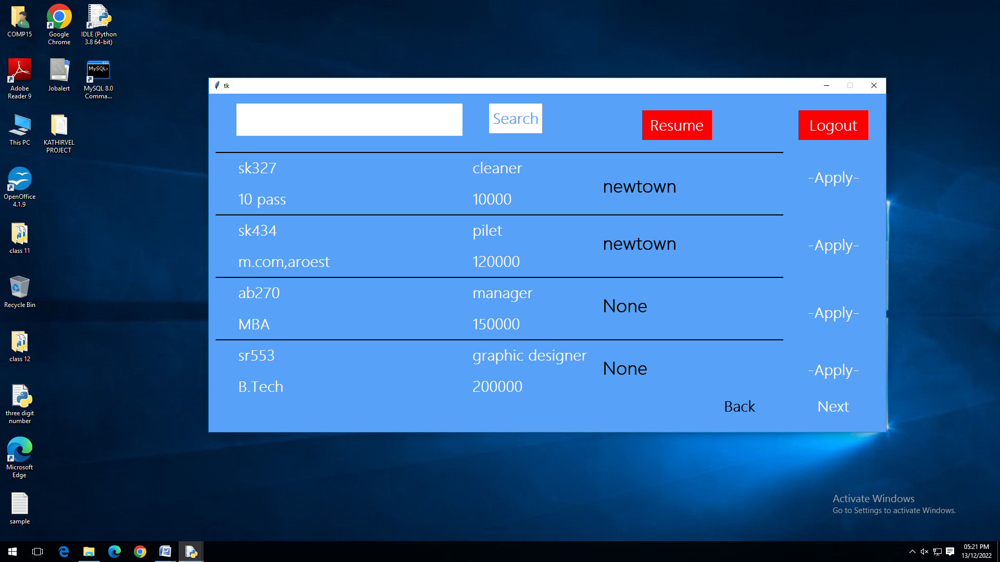 COMP15
Google
Chrome
IDLE (Python
3.8 64-bit)
Adobe
Reader 9
Jobalert
MySQL>
MySQL 8.0
Comma...
This PC
KATHIRVEL
PROJECT
OpenOffice
4.1.9
class 11
Recycle Bin
class 12
three digit
number
Microsoft
Edge
sample
tk
Search
Resume
Logout
sk327
cleaner
newtown
-Apply-
10 pass
10000
sk434
pilet
newtown
-Apply-
m.com,aroest
120000
ab270
manager
None
-Apply-
MBA
150000
sr553
graphic designer
None
-Apply-
B.Tech
200000
Back
Next
Activate Windows
Go to Settings to activate Windows.
05:21 PM
13/12/2022